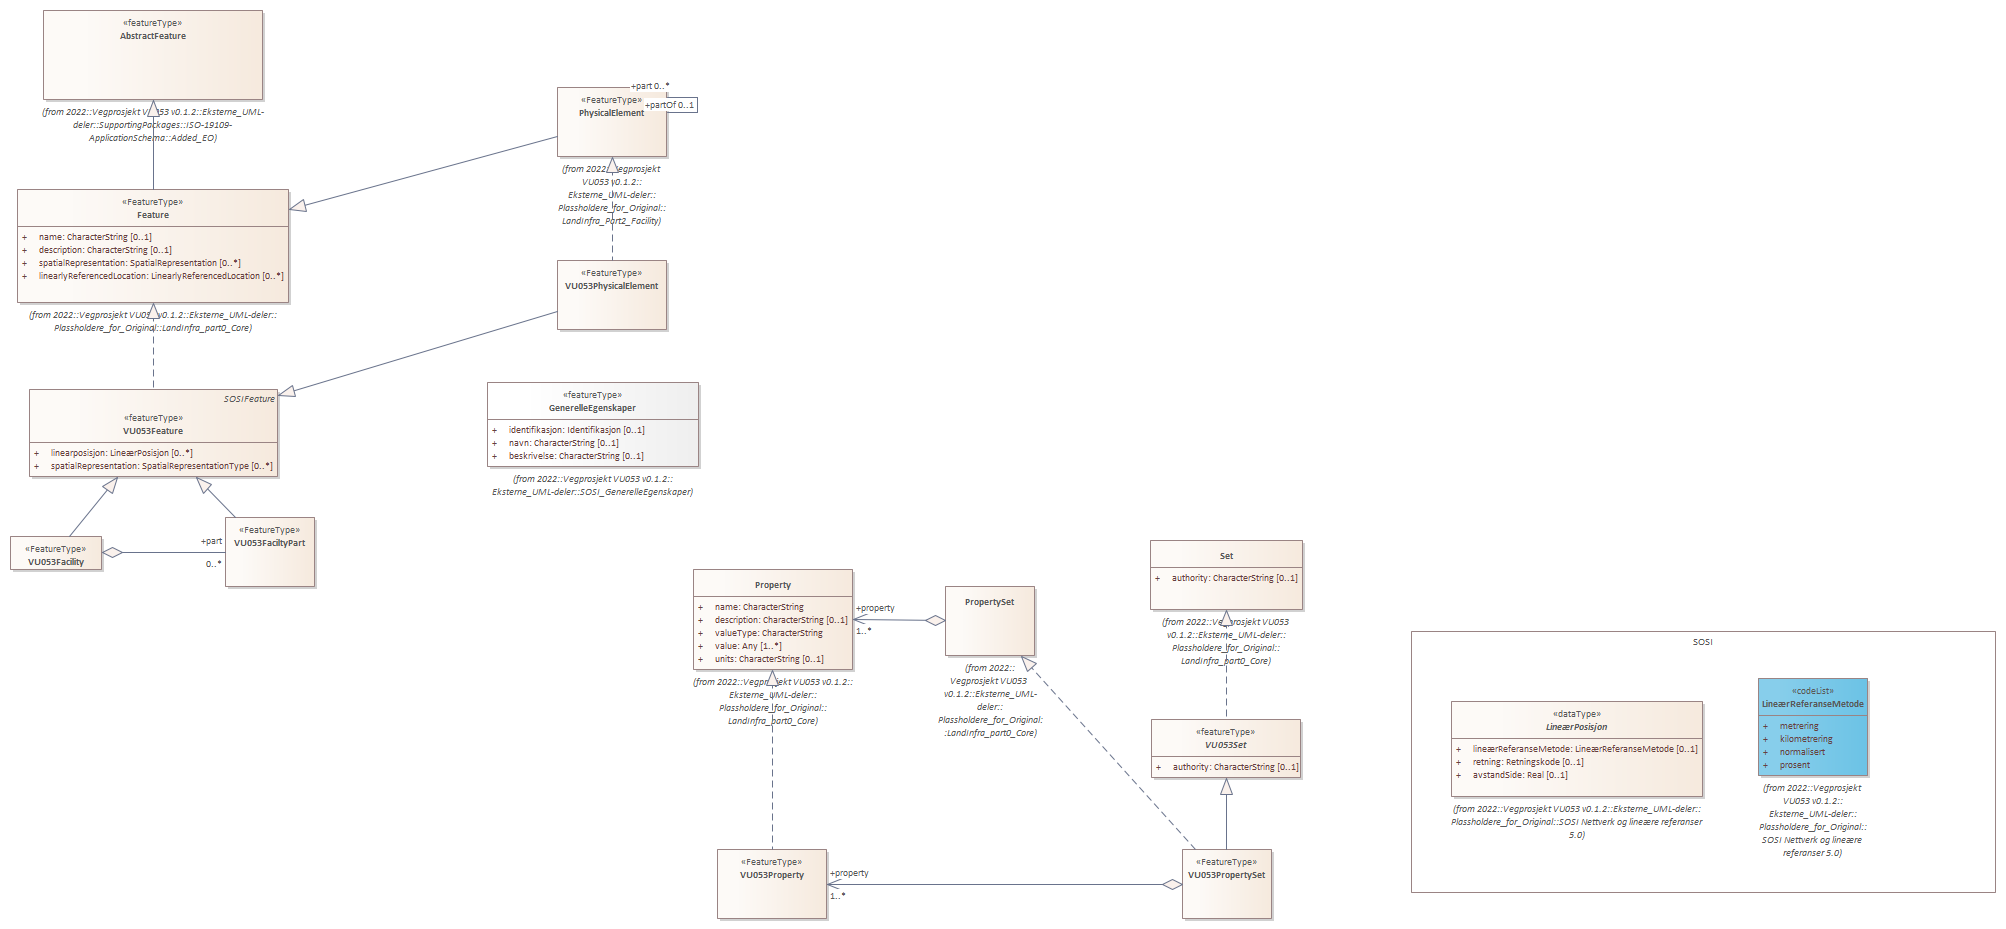 «featureType»
AbstractFeature
(from 2022::Vegprosjekt VU053 v0.1.2::Eksterne_UML-
deler::SupportingPackages::ISO-19109-
ApplicationSchema::Added_EO)
«FeatureType»
Feature
+ name: CharacterString [0..1]
+ description: CharacterString [0..1]
+ spatialRepresentation: SpatialRepresentation [0..*]
+ linearlyReferencedLocation: LinearlyReferencedLocation [0..*]
(from 2022::Vegprosjekt VU053 v0.1.2::Eksterne_UML-deler::
Plassholdere_for_Original::LandInfra_part0_Core)
SOSIFeature
«featureType»
VU053Feature
+ linearposisjon: LineærPosisjon [0..*]
+ spatialRepresentation: SpatialRepresentationType [0..*]
«FeatureType»
VU053Facility
+part
0..*
«FeatureType»
VU053FaciltyPart
+part 0..*
+partOf 0..1
«FeatureType»
PhysicalElement
(from 2022::Vegprosjekt
VU053 v0.1.2::
Eksterne_UML-deler::
Plassholdere_for_Original::
LandInfra_Part2_Facility)
«FeatureType»
VU053PhysicalElement
«featureType»
GenerelleEgenskaper
+ identifikasjon: Identifikasjon [0..1]
+ navn: CharacterString [0..1]
+ beskrivelse: CharacterString [0..1]
(from 2022::Vegprosjekt VU053 v0.1.2::
Eksterne_UML-deler::SOSI_GenerelleEgenskaper)
Property
+ name: CharacterString
+ description: CharacterString [0..1]
+ valueType: CharacterString
+ value: Any [1..*]
+ units: CharacterString [0..1]
(from 2022::Vegprosjekt VU053 v0.1.2::
Eksterne_UML-deler::
Plassholdere_for_Original::
LandInfra_part0_Core)
+property
1..*
PropertySet
(from 2022::
Vegprosjekt VU053
v0.1.2::Eksterne_UML-
deler::
Plassholdere_for_Original:
:LandInfra_part0_Core)
Set
+ authority: CharacterString [0..1]
(from 2022::Vegprosjekt VU053
v0.1.2::Eksterne_UML-deler::
Plassholdere_for_Original::
LandInfra_part0_Core)
«featureType»
VU053Set
+ authority: CharacterString [0..1]
«FeatureType»
VU053Property
+property
1..*
«FeatureType»
VU053PropertySet
SOSI
«dataType»
LineærPosisjon
+ lineærReferanseMetode: LineærReferanseMetode [0..1]
+ retning: Retningskode [0..1]
+ avstandSide: Real [0..1]
(from 2022::Vegprosjekt VU053 v0.1.2::Eksterne_UML-deler::
Plassholdere_for_Original::SOSI Nettverk og lineære referanser
5.0)
«codeList»
LineærReferanseMetode
+ metrering
+ kilometrering
+ normalisert
+ prosent
(from 2022::Vegprosjekt
VU053 v0.1.2::
Eksterne_UML-deler::
Plassholdere_for_Original::
SOSI Nettverk og lineære
referanser 5.0)